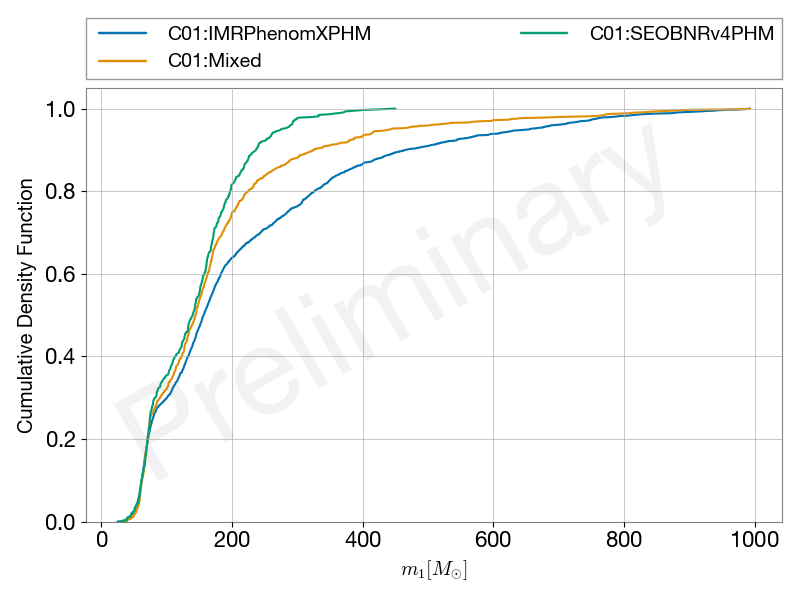 C01:IMRPhenomXPHM
C01:SEOBNRv4PHM
C01:Mixed
1.0
0.8
0.6
0.4
0.2
0.0
Cumulative Density Function
Preliminary
0 200 400 600 800 1000
m₁[M⊙]